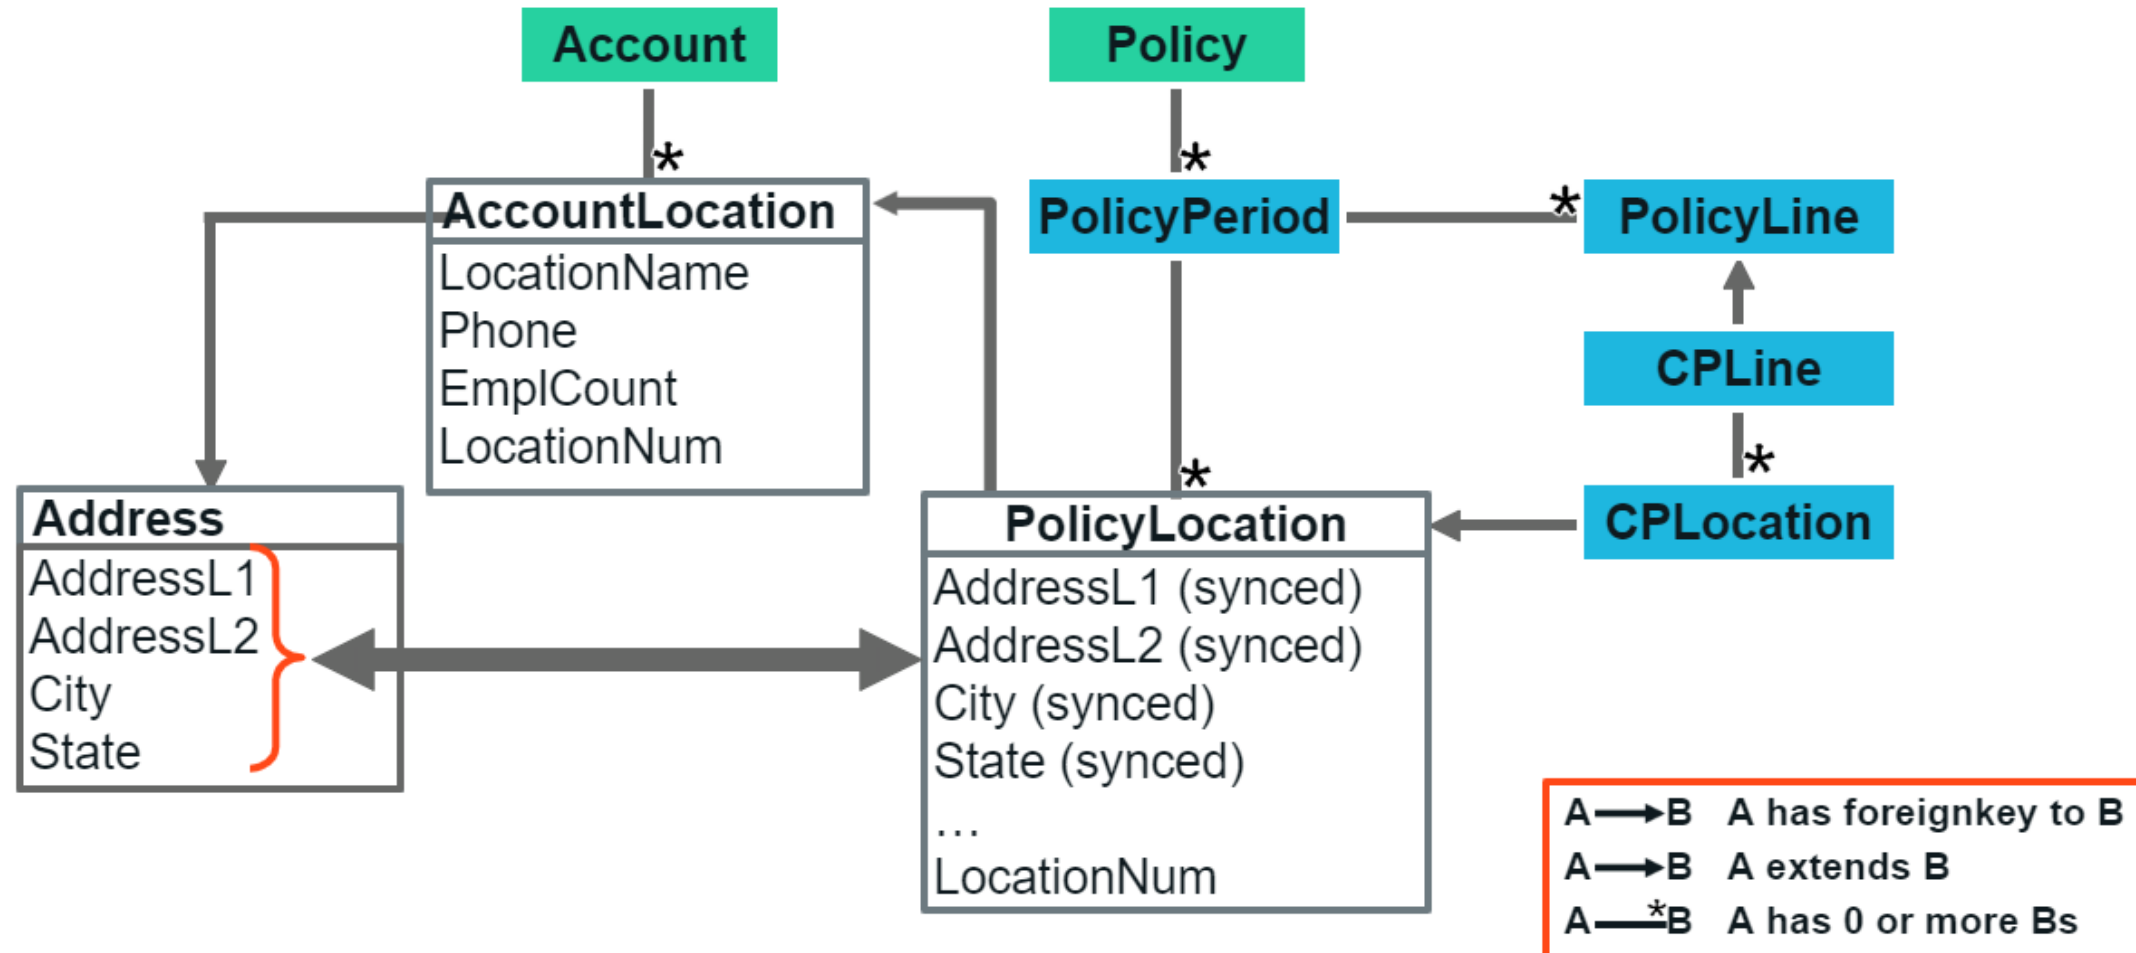 Account
Policy
*
*
AccountLocation
PolicyPeriod
*
PolicyLine
LocationName
Phone
EmplCount
LocationNum
CPLine
*
*
Address
PolicyLocation
CPLocation
AddressL1
AddressL2
City
State
AddressL1 (synced)
AddressL2 (synced)
City (synced)
State (synced)
...
LocationNum
A B A has foreignkey to B
A B A extends B
A *B A has 0 or more Bs